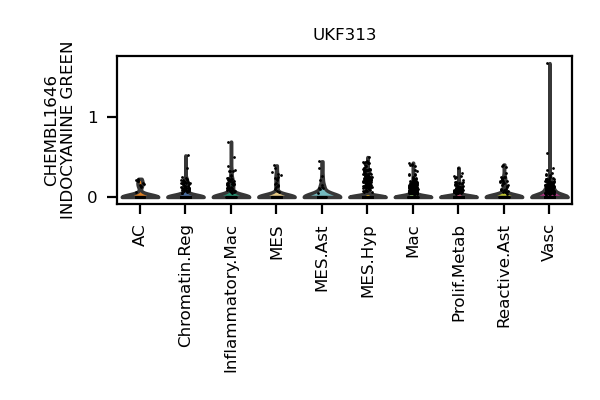 UKF313
CHEMBL1646
INDOCYANINE GREEN
1
0
AC
Chromatin.Reg
Inflammatory.Mac
MES
MES.Ast
MES.Hyp
Mac
Prolif.Metab
Reactive.Ast
Vasc